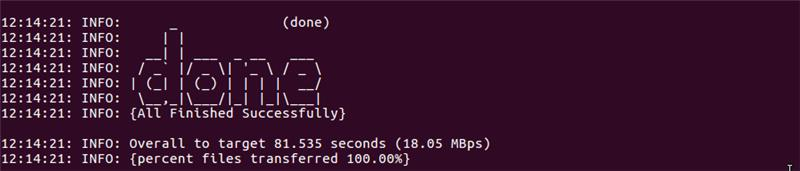 12:14:21: INFO:       _             (done)
12:14:21: INFO:      | |
12:14:21: INFO:    __| | ___  _ __   ___
12:14:21: INFO:   / _` |/ _ \| '_ \ / _ \
12:14:21: INFO:  | (_| | (_) | | | |  __/
12:14:21: INFO:   \__,_|\___/|_| |_|\___|
12:14:21: INFO: {All Finished Successfully}
12:14:21: INFO: Overall to target 81.535 seconds (18.05 MBps)
12:14:21: INFO: {percent files transferred 100.00%}